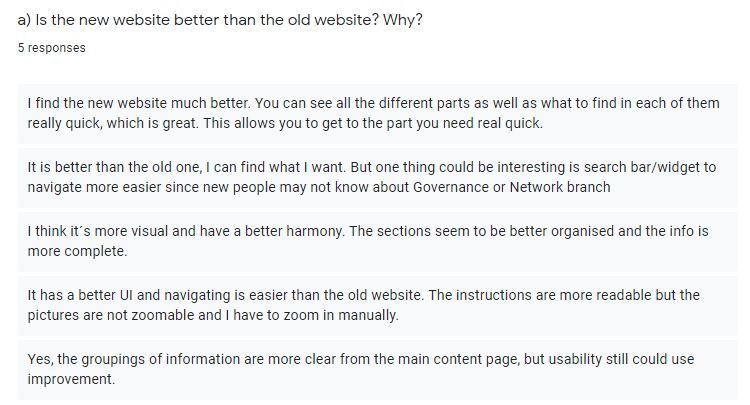 a) Is the new website better than the old website? Why?
5 responses
I find the new website much better. You can see all the different parts as well as what to find in each of them
really quick, which is great. This allows you to get to the part you need real quick.
It is better than the old one, I can find what I want. But one thing could be interesting is search bar/widget to
navigate more easier since new people may not know about Governance or Network branch
I think it´s more visual and have a better harmony. The sections seem to be better organised and the info is
more complete.
It has a better UI and navigating is easier than the old website. The instructions are more readable but the
pictures are not zoomable and I have to zoom in manually.
Yes, the groupings of information are more clear from the main content page, but usability still could use
improvement.